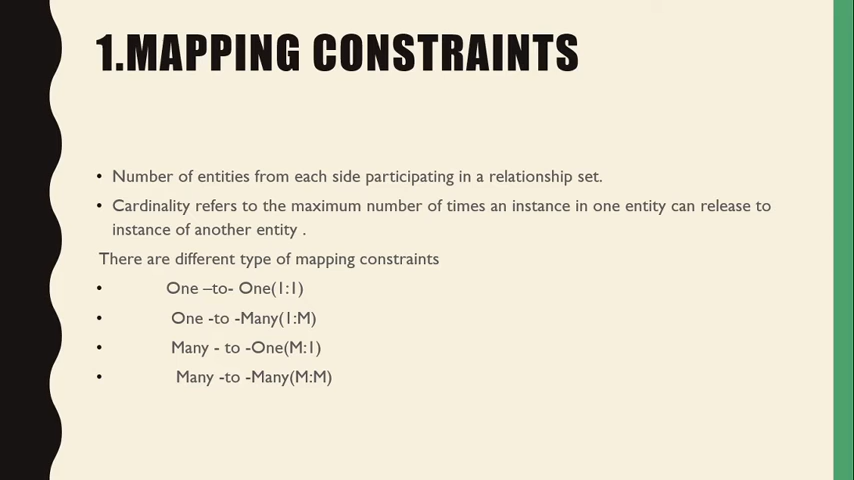 1.MAPPING CONSTRAINTS
• Number of entities from each side participating in a relationship set.
• Cardinality refers to the maximum number of times an instance in one entity can release to
instance of another entity .
There are different type of mapping constraints
• One –to- One(1:1)
• One -to -Many(1:M)
• Many - to -One(M:1)
• Many -to -Many(M:M)